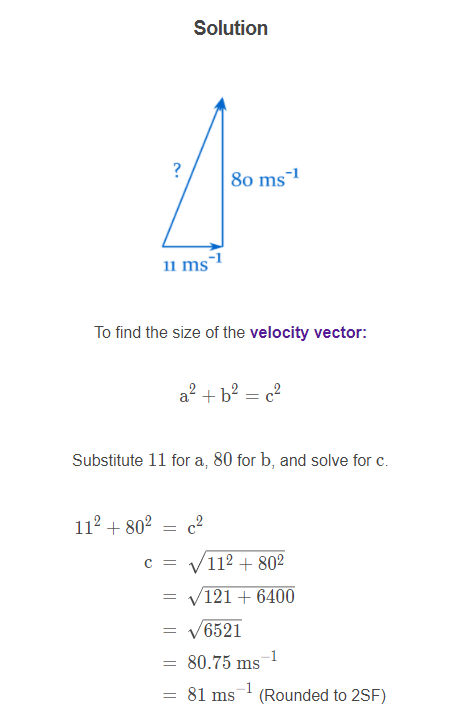 Solution
?
80 ms⁻¹
11 ms⁻¹
To find the size of the velocity vector:
a² + b² = c²
Substitute 11 for a, 80 for b, and solve for c.
11² + 80² = c²
c = √(11² + 80²)
= √(121 + 6400)
= √6521
= 80.75 ms⁻¹
= 81 ms⁻¹ (Rounded to 2SF)